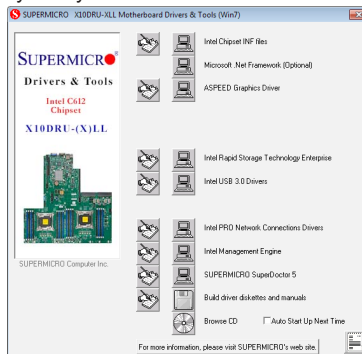 SUPERMICRO X10DRU-XLL Motherboard Drivers & Tools (Win7)
SUPERMICRO
Drivers & Tools
Intel C612
Chipset
X10DRU-(X)LL
SUPERMICRO Computer Inc.
Intel Chipset INF files
Microsoft .Net Framework (Optional)
ASPEED Graphics Driver
Intel Rapid Storage Technology Enterprise
Intel USB 3.0 Drivers
Intel PRO Network Connections Drivers
Intel Management Engine
SUPERMICRO SuperDoctor 5
Build driver diskettes and manuals
Browse CD
Auto Start Up Next Time
For more information, please visit SUPERMICRO's web site.